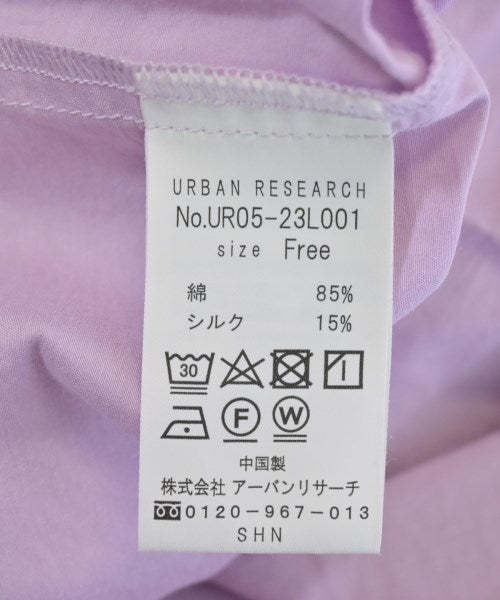 URBAN RESEARCH
No.UR05-23L001
size Free
綿 85%
シルク 15%
30
F W
中国製
株式会社 アーバンリサーチ
0120-967-013
SHN